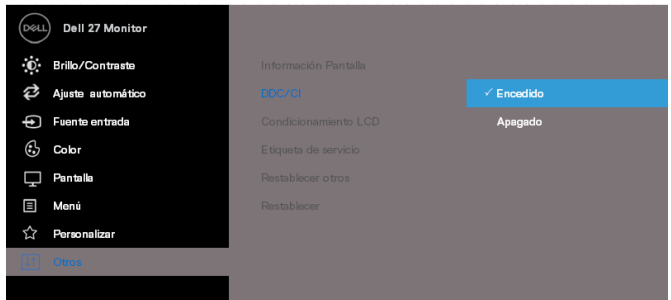 DELL
Dell 27 Monitor
Brillo/Contraste
Ajuste automático
Fuente entrada
Color
Pantalla
Menú
Personalizar
Otros
Información Pantalla
DDC/CI
Condicionamiento LCD
Etiqueta de servicio
Restablecer otros
Restablecer
✓ Encedido
Apagado